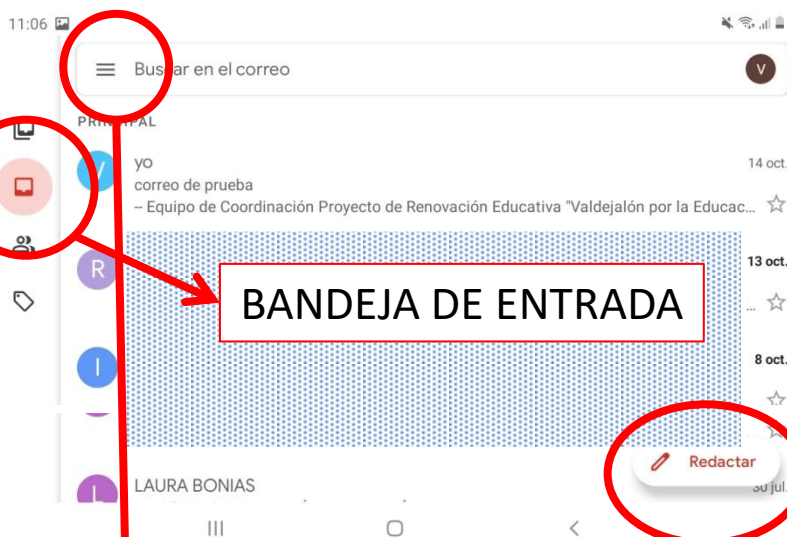 11:06
Buscar en el correo
V
PRINCIPAL
V
yo
14 oct.
correo de prueba
– Equipo de Coordinación Proyecto de Renovación Educativa "Valdejalón por la Educac...
R
13 oct.
BANDEJA DE ENTRADA
...
I
8 oct.
Redactar
L
LAURA BONIAS
30 jul.